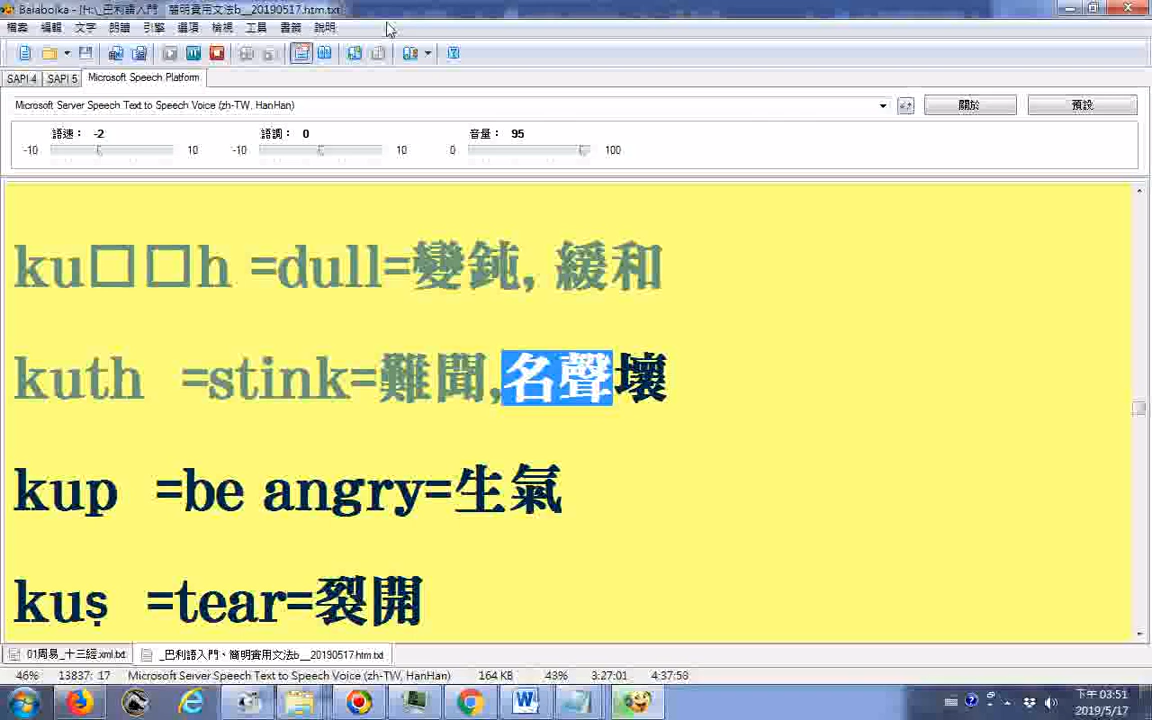 Balabolka - [H:\_巴利語入門、簡明實用文法b__20190517.htm.txt]
檔案 編輯 文字 朗讀 引擎 選項 檢視 工具 書籤 說明
SAPI 4 SAPI 5 Microsoft Speech Platform
Microsoft Server Speech Text to Speech Voice (zh-TW, HanHan) 關於 預設
語速： -2 語調： 0 音量： 95
-10 10 -10 10 0 100
ku□□h =dull=變鈍, 緩和
kuth =stink=難聞,名聲壞
kup =be angry=生氣
kuṣ =tear=裂開
01周易_十三經.xml.txt _巴利語入門、簡明實用文法b__20190517.htm.txt
46% 13837: 17 Microsoft Server Speech Text to Speech Voice (zh-TW, HanHan) 164 KB 43% 3:27:01 4:37:58
下午 03:51
2019/5/17